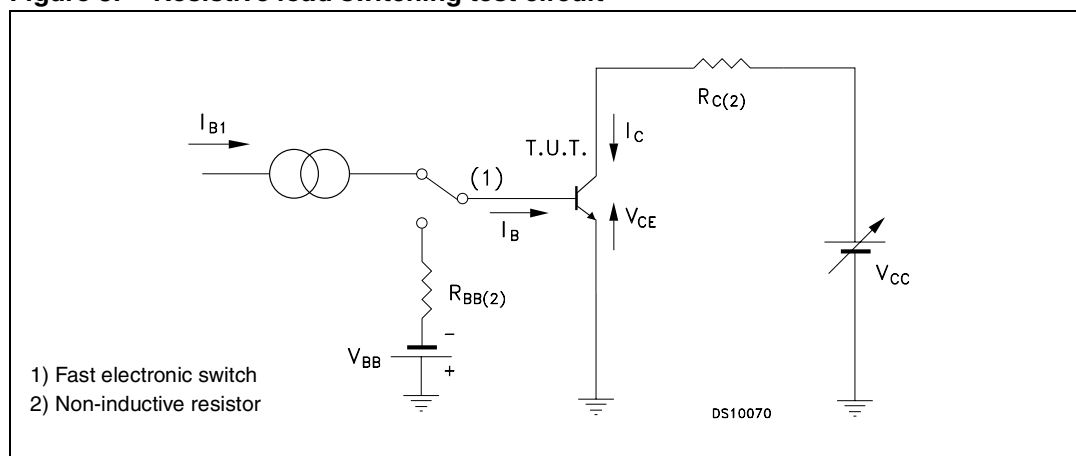 Figure Resistive load switching test circuit
I_B1
R_C(2)
I_C
T.U.T.
(1)
V_CE
I_B
V_CC
R_BB(2)
-
V_BB
+
1) Fast electronic switch
2) Non-inductive resistor
DS10070